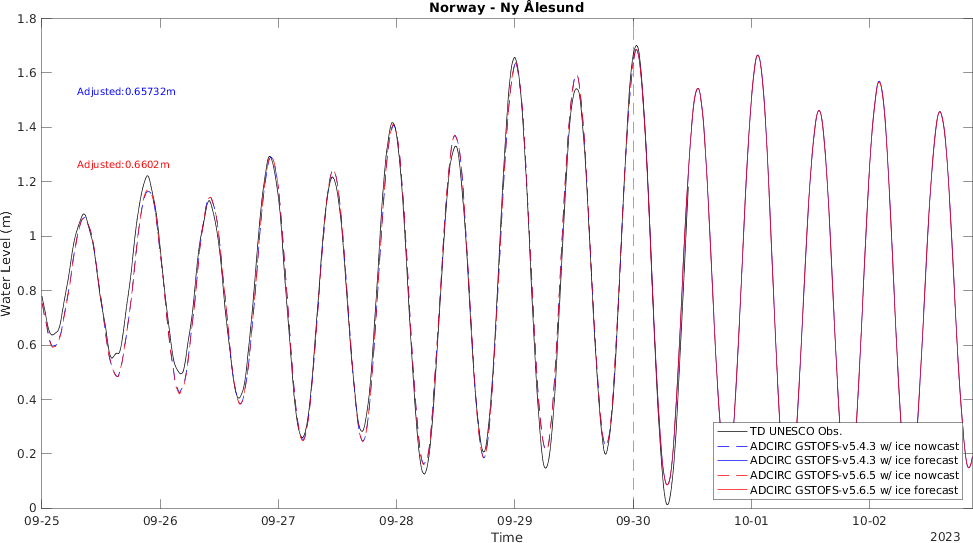 Norway - Ny Ålesund
Water Level (m)
1.8
1.6
1.4
1.2
1
0.8
0.6
0.4
0.2
0
Adjusted:0.65732m
Adjusted:0.6602m
TD UNESCO Obs.
ADCIRC GSTOFS-v5.4.3 w/ ice nowcast
ADCIRC GSTOFS-v5.4.3 w/ ice forecast
ADCIRC GSTOFS-v5.6.5 w/ ice nowcast
ADCIRC GSTOFS-v5.6.5 w/ ice forecast
09-25 09-26 09-27 09-28 09-29 09-30 10-01 10-02
Time
2023